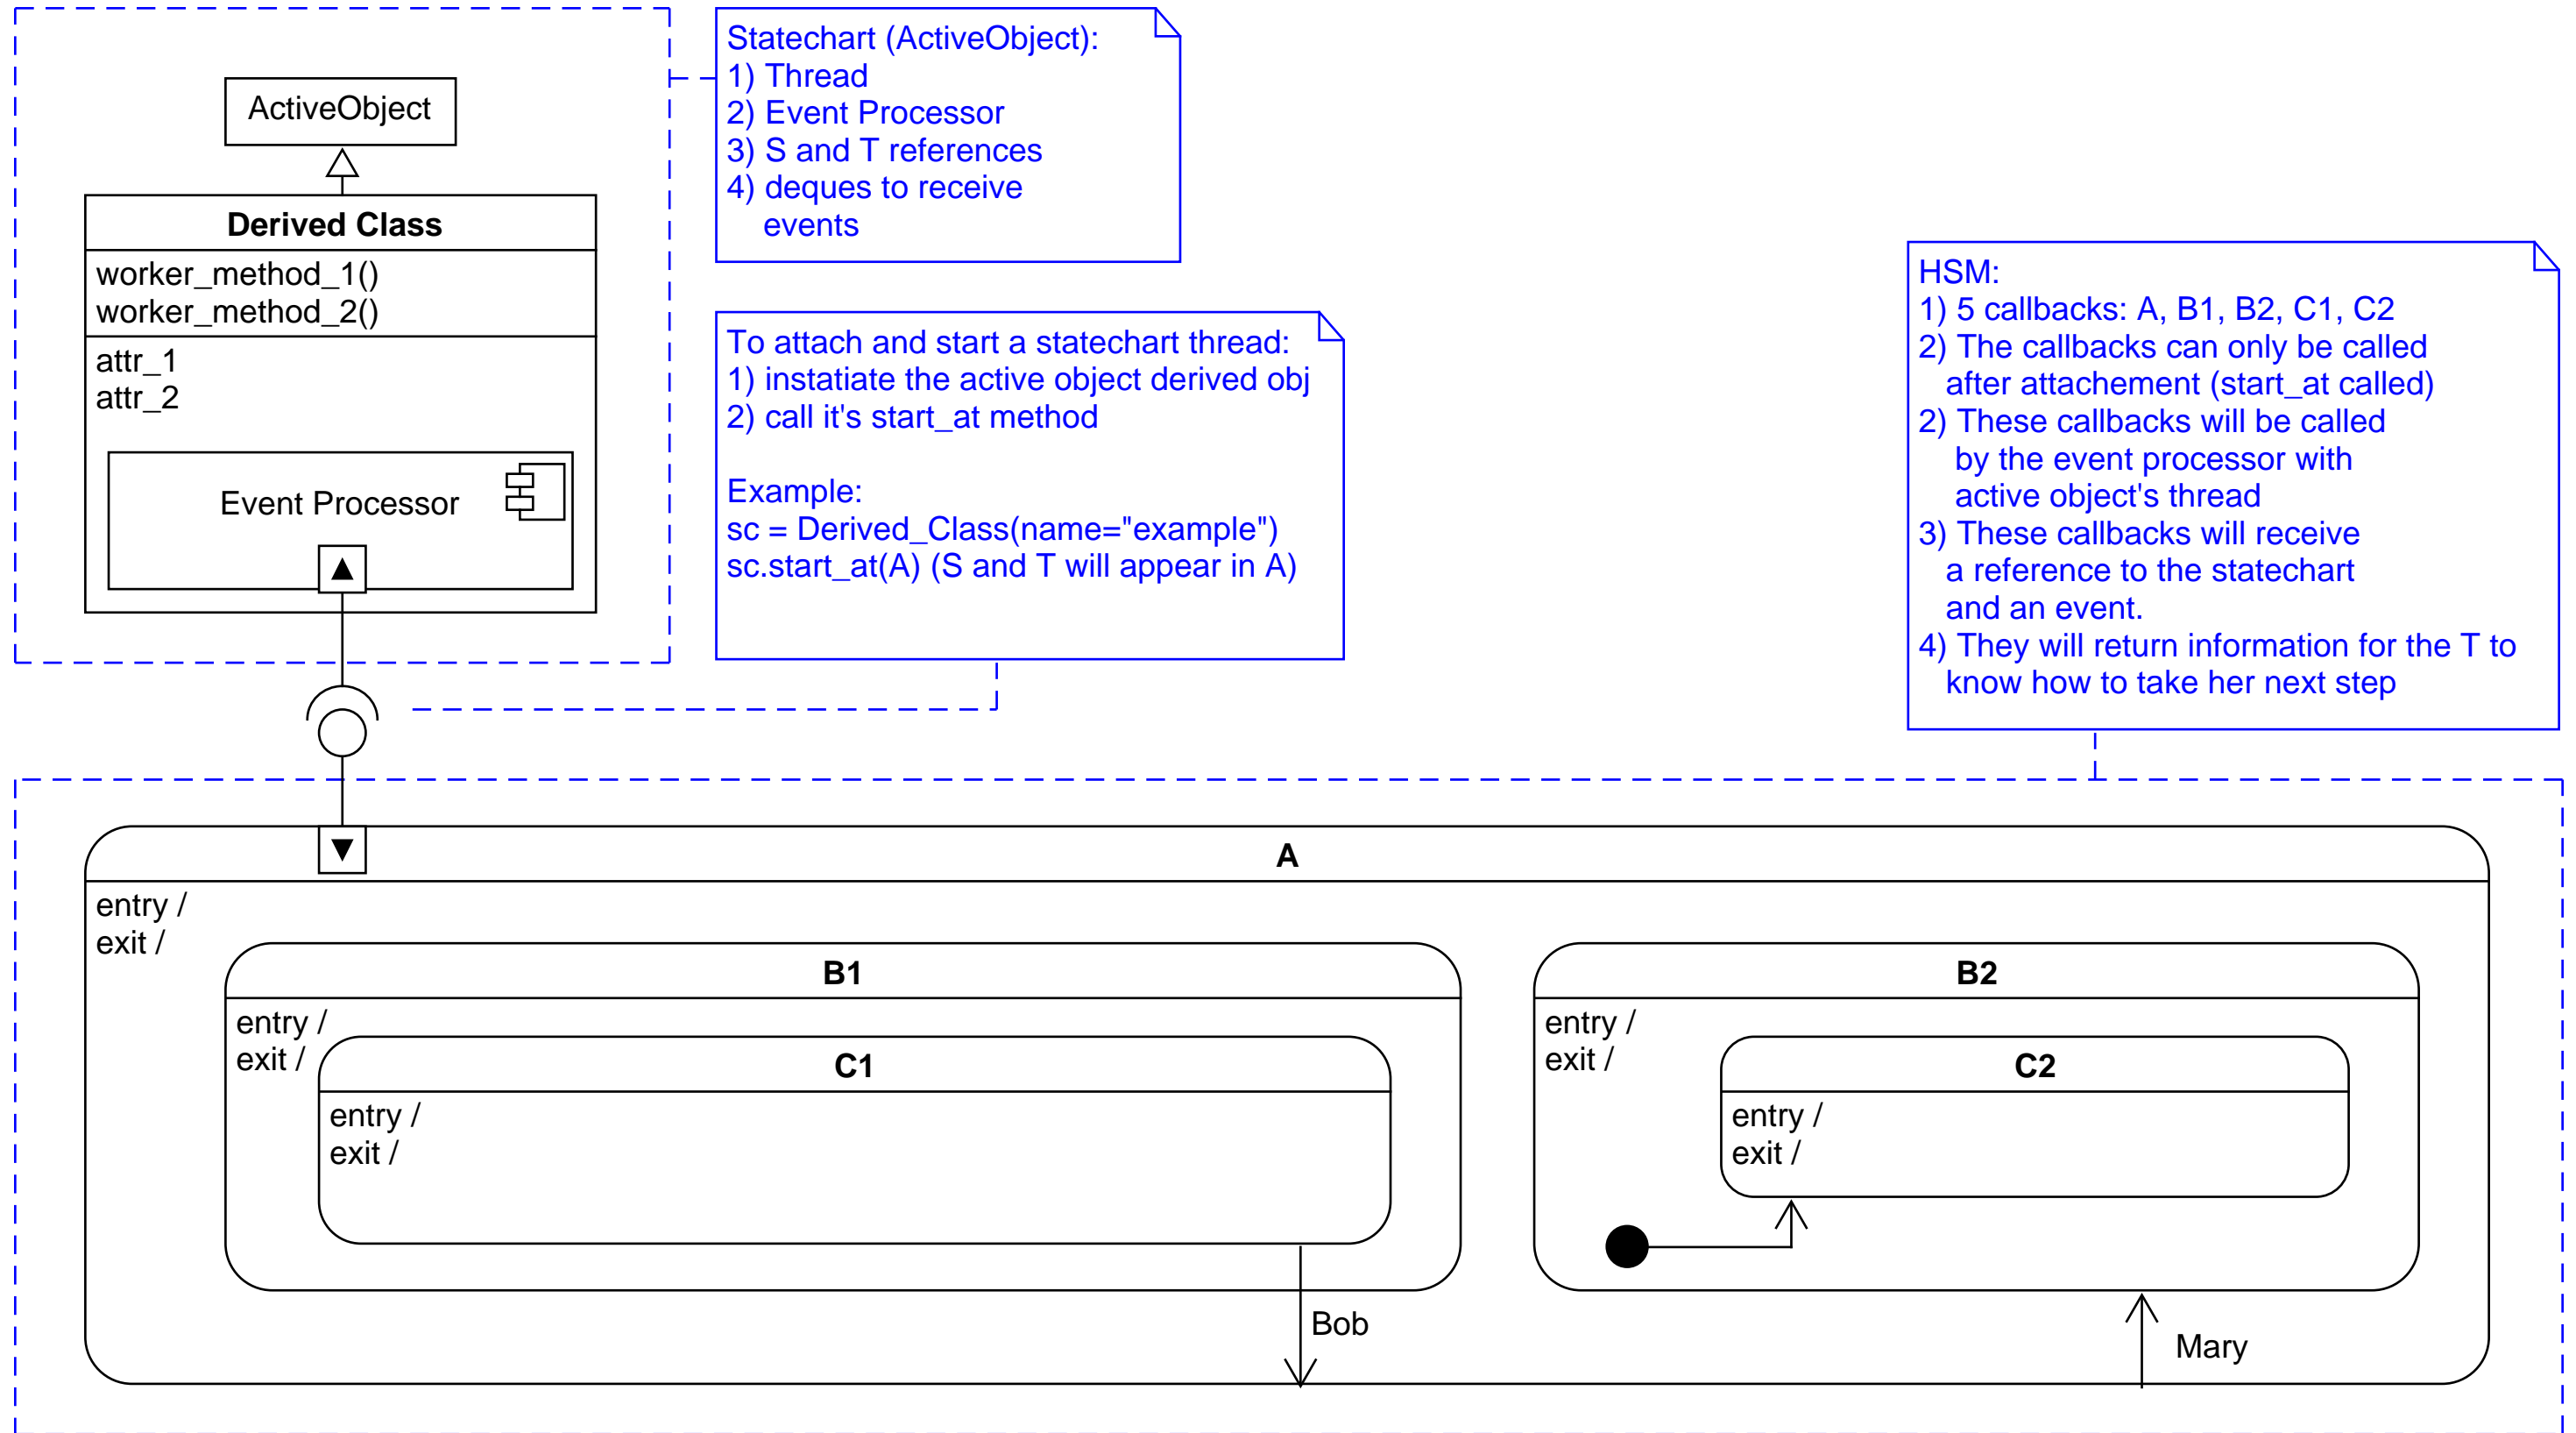 ActiveObject
Derived Class
worker_method_1()
worker_method_2()
attr_1
attr_2
Event Processor
Statechart (ActiveObject):
1) Thread
2) Event Processor
3) S and T references
4) deques to receive
events
To attach and start a statechart thread:
1) instatiate the active object derived obj
2) call it's start_at method
Example:
sc = Derived_Class(name="example")
sc.start_at(A) (S and T will appear in A)
HSM:
1) 5 callbacks: A, B1, B2, C1, C2
2) The callbacks can only be called
after attachement (start_at called)
2) These callbacks will be called
by the event processor with
active object's thread
3) These callbacks will receive
a reference to the statechart
and an event.
4) They will return information for the T to
know how to take her next step
A
entry /
exit /
B1
entry /
exit /
C1
entry /
exit /
Bob
B2
entry /
exit /
C2
entry /
exit /
Mary